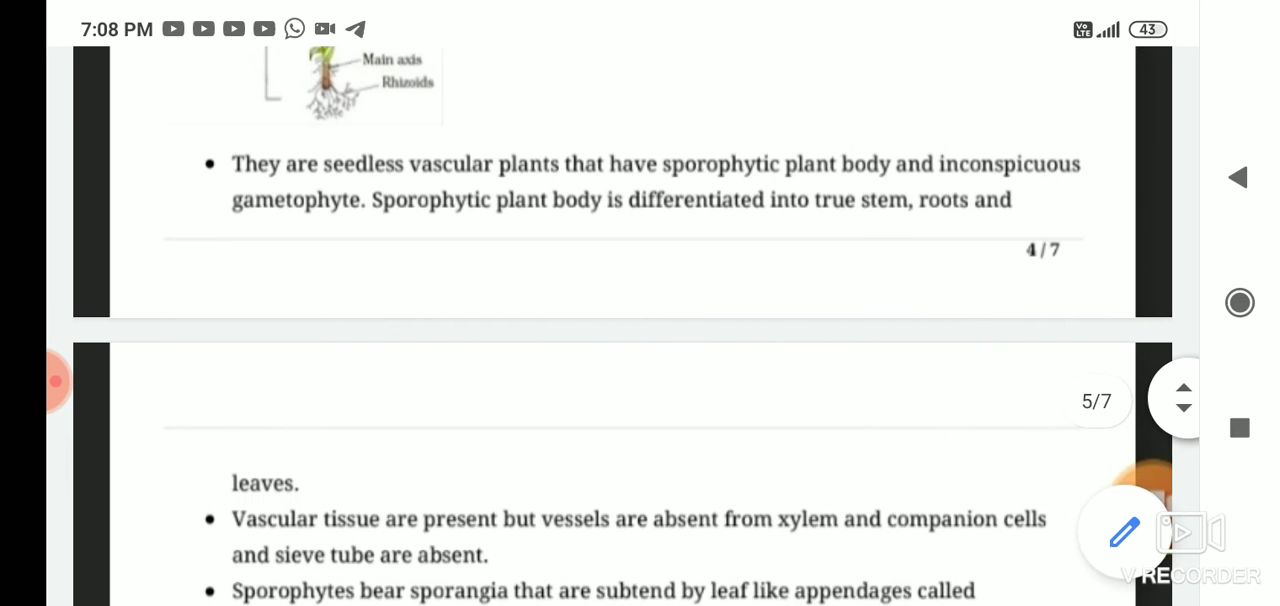 7:08 PM
Vo LTE
43
Main axis
Rhizoids
They are seedless vascular plants that have sporophytic plant body and inconspicuous
gametophyte. Sporophytic plant body is differentiated into true stem, roots and
4 / 7
5/7
leaves.
Vascular tissue are present but vessels are absent from xylem and companion cells
and sieve tube are absent.
Sporophytes bear sporangia that are subtend by leaf like appendages called
V RECORDER